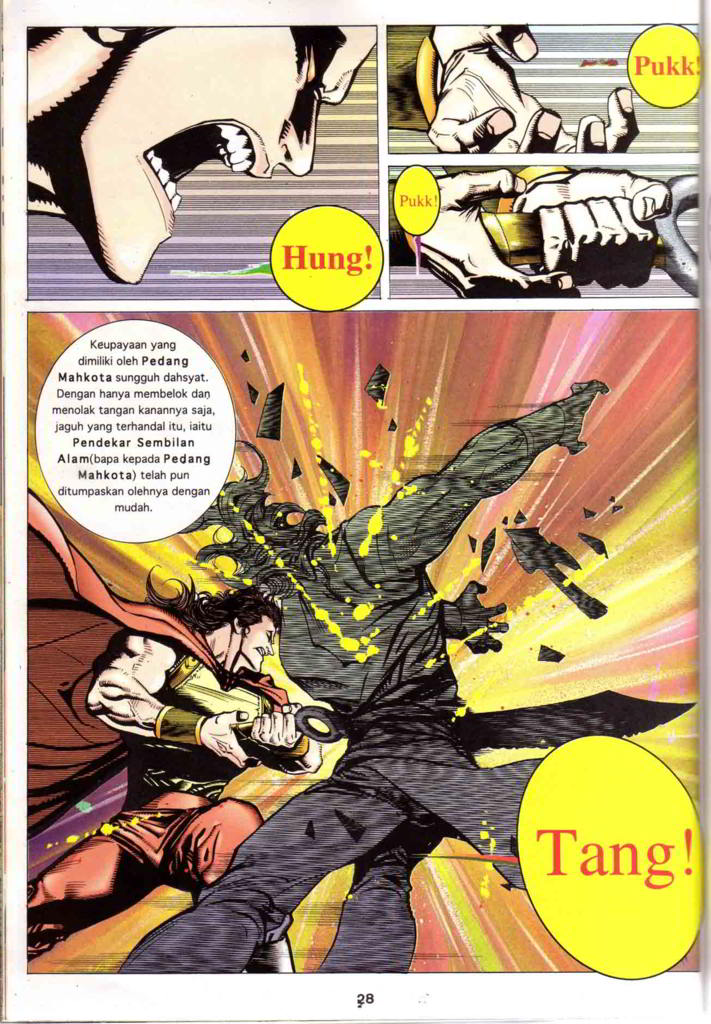 Hung!
Pukk!
Pukk!
Keupayaan yang
dimiliki oleh Pedang
Mahkota sungguh dahsyat.
Dengan hanya membelok dan
menolak tangan kanannya saja,
jaguh yang terhandal itu, iaitu
Pendekar Sembilan
Alam(bapa kepada Pedang
Mahkota) telah pun
ditumpaskan olehnya dengan
mudah.
Tang!
28